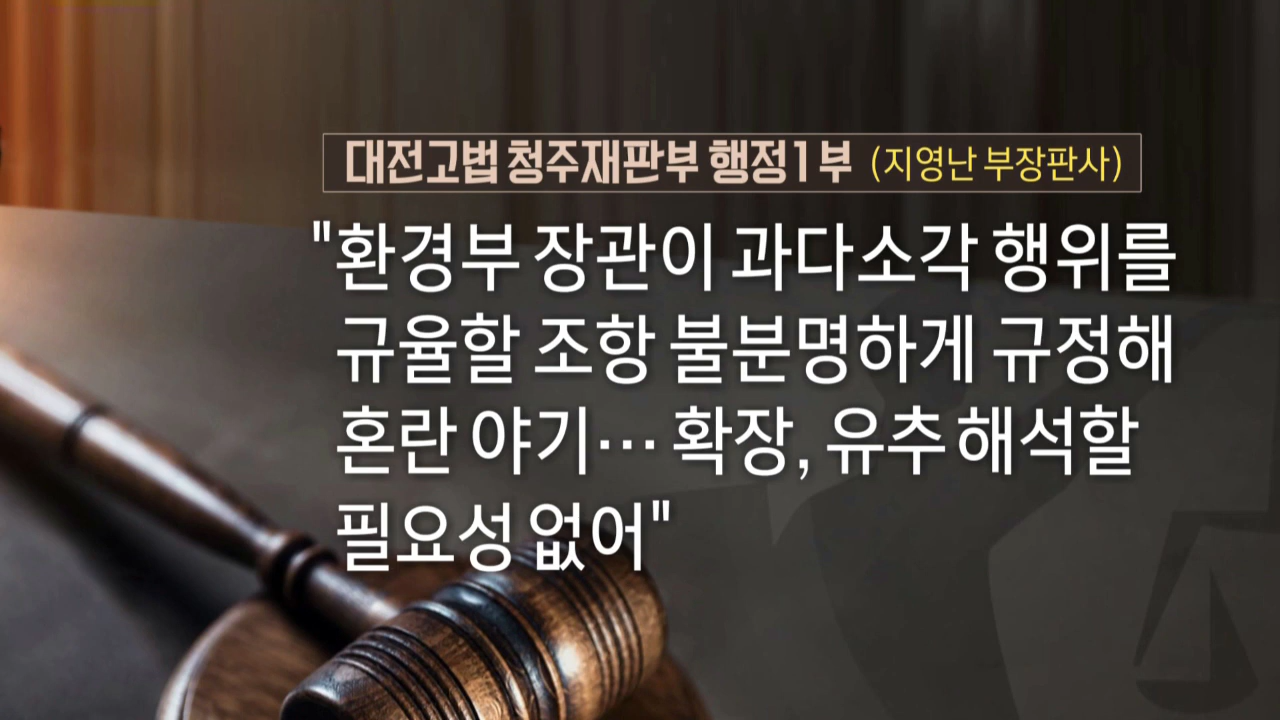 대전고법 청주재판부 행정1부 (지영난 부장판사)
"환경부 장관이 과다소각 행위를
규율할 조항 불분명하게 규정해
혼란 야기… 확장, 유추 해석할
필요성 없어"